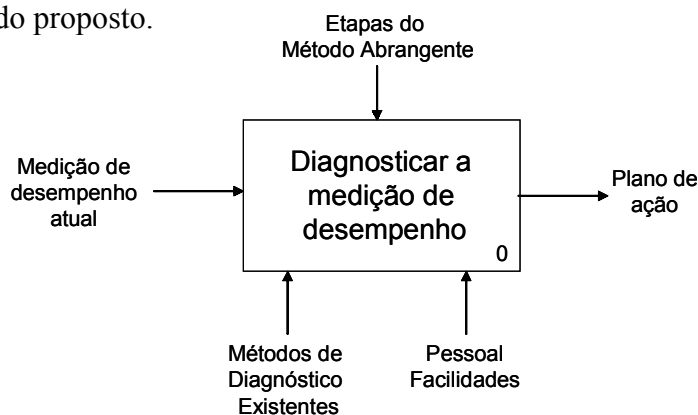 do proposto.
Etapas do
Método Abrangente
Medição de
desempenho
atual
Diagnosticar a
medição de
desempenho
0
Plano de
ação
Métodos de
Diagnóstico
Existentes
Pessoal
Facilidades